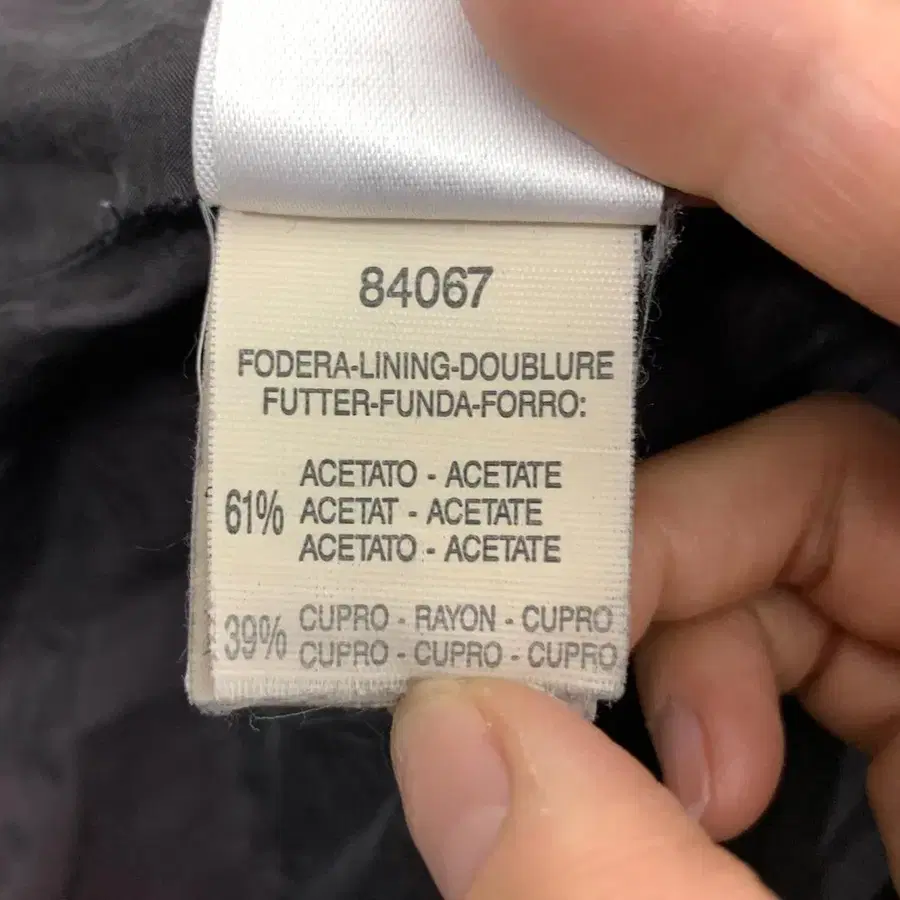 84067
FODERA-LINING-DOUBLURE
FUTTER-FUNDA-FORRO:
ACETATO - ACETATE
61% ACETAT - ACETATE
ACETATO - ACETATE
39% CUPRO - RAYON - CUPRO
CUPRO - CUPRO - CUPRO